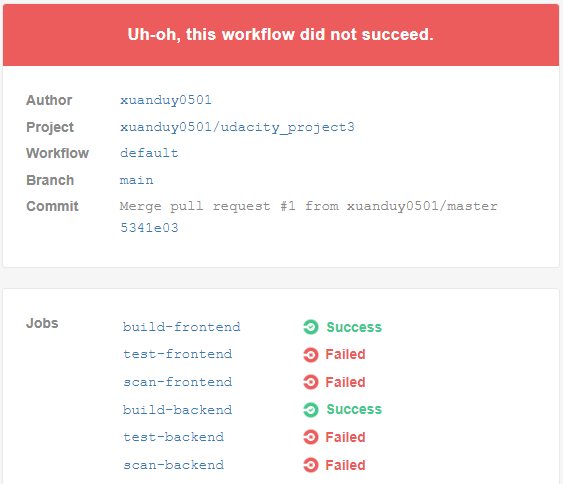 Uh-oh, this workflow did not succeed.
Author xuanduy0501
Project xuanduy0501/udacity_project3
Workflow default
Branch main
Commit Merge pull request #1 from xuanduy0501/master
5341e03
Jobs build-frontend Success
test-frontend Failed
scan-frontend Failed
build-backend Success
test-backend Failed
scan-backend Failed